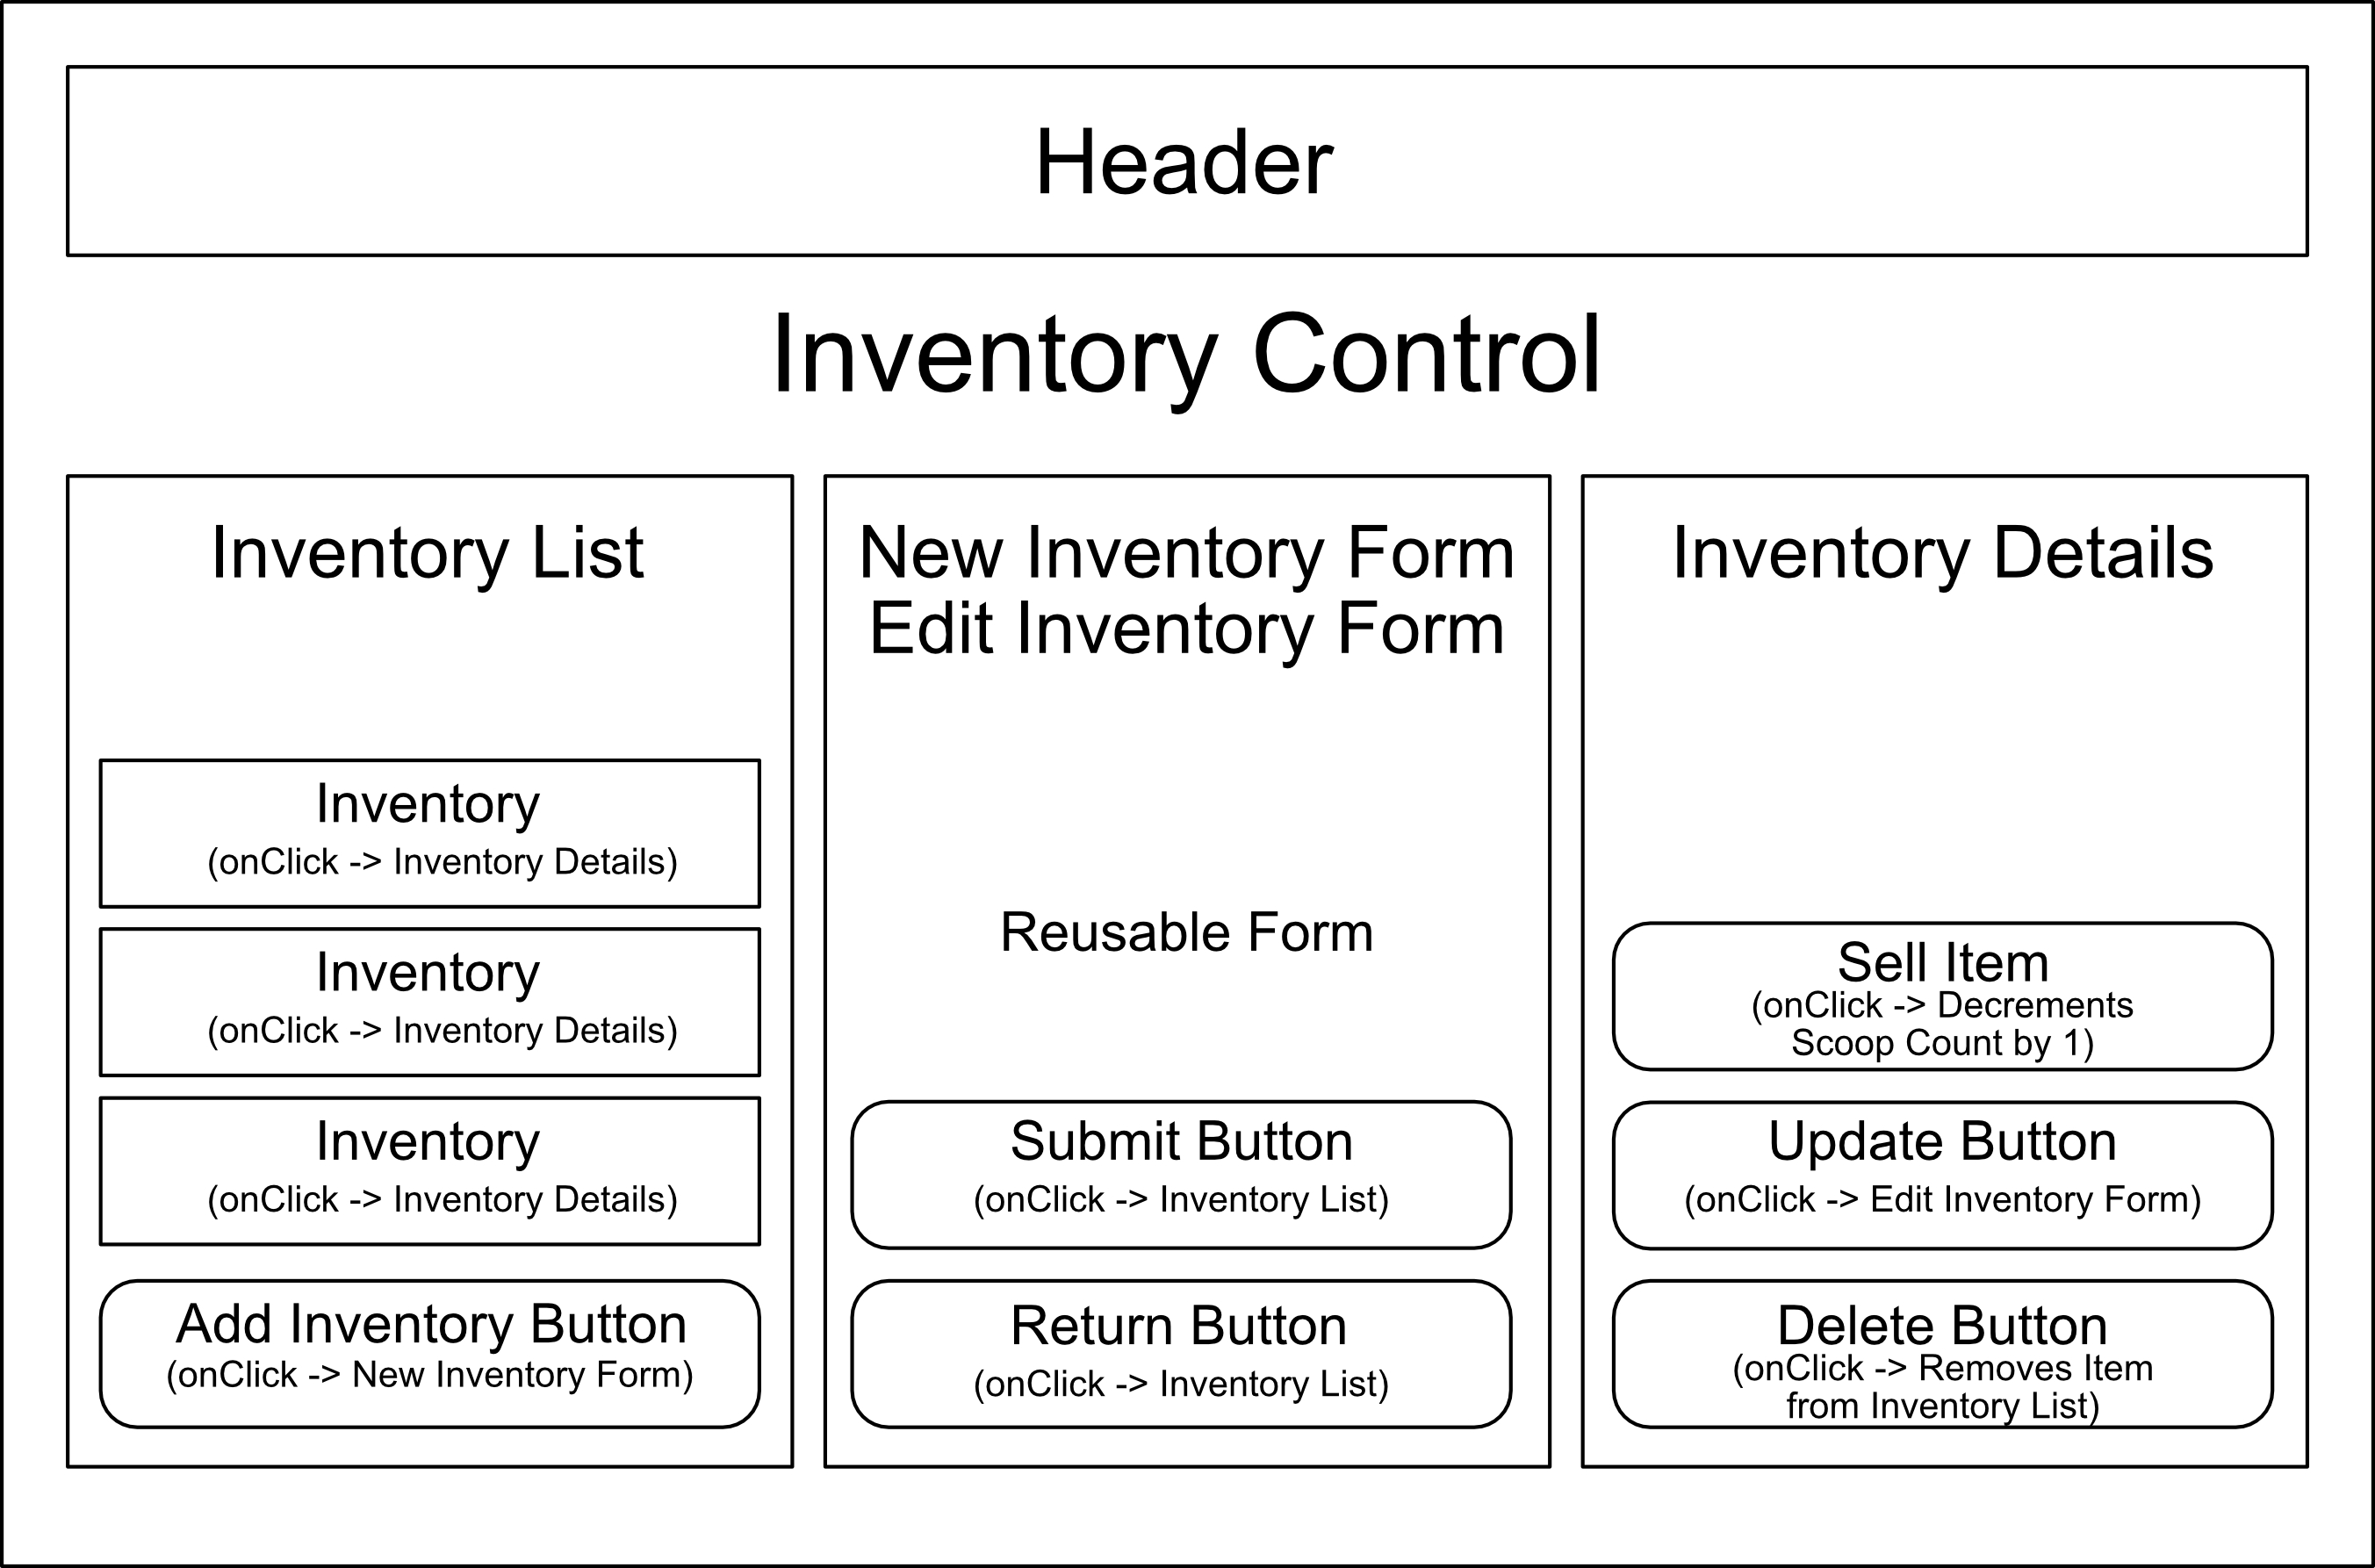 Header
Inventory Control
Inventory List
Inventory
(onClick -> Inventory Details)
Inventory
(onClick -> Inventory Details)
Inventory
(onClick -> Inventory Details)
Add Inventory Button
(onClick -> New Inventory Form)
New Inventory Form
Edit Inventory Form
Reusable Form
Submit Button
(onClick -> Inventory List)
Return Button
(onClick -> Inventory List)
Inventory Details
Sell Item
(onClick -> Decrements
Scoop Count by 1)
Update Button
(onClick -> Edit Inventory Form)
Delete Button
(onClick -> Removes Item
from Inventory List)